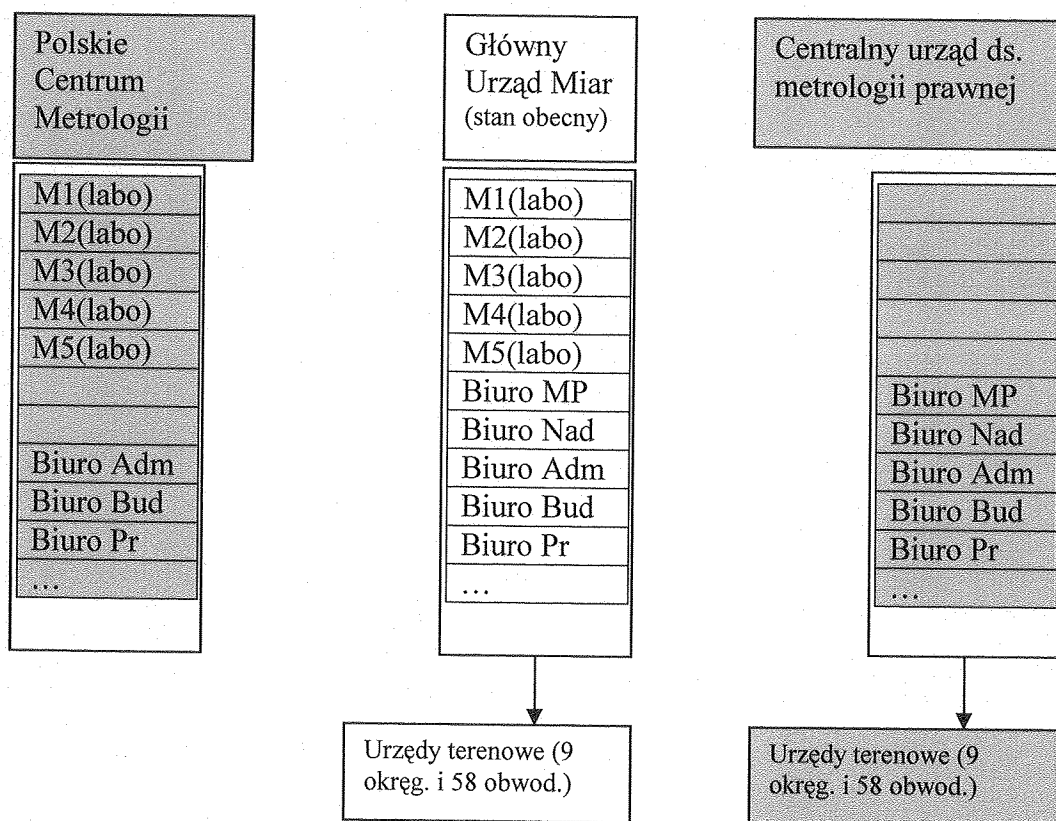 Polskie
Centrum
Metrologii
M1(labo)
M2(labo)
M3(labo)
M4(labo)
M5(labo)
Biuro Adm
Biuro Bud
Biuro Pr
...
Główny
Urząd Miar
(stan obecny)
M1(labo)
M2(labo)
M3(labo)
M4(labo)
M5(labo)
Biuro MP
Biuro Nad
Biuro Adm
Biuro Bud
Biuro Pr
...
Urzędy terenowe (9
okręg. i 58 obwod.)
Centralny urząd ds.
metrologii prawnej
Biuro MP
Biuro Nad
Biuro Adm
Biuro Bud
Biuro Pr
...
Urzędy terenowe (9
okręg. i 58 obwod.)